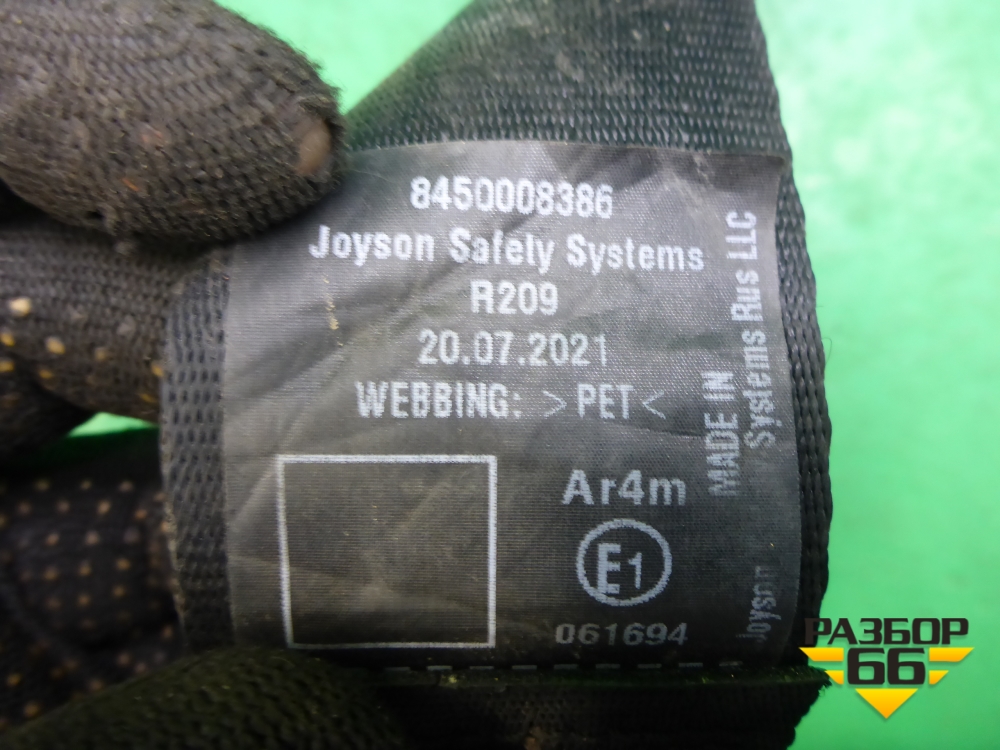 8450008386
Joyson Safely Systems
R209
20.07.2021
WEBBING: >PET<
Ar4m
E1
061694
MADE IN
Joyson Systems Rus LLC
РАЗБОР
66